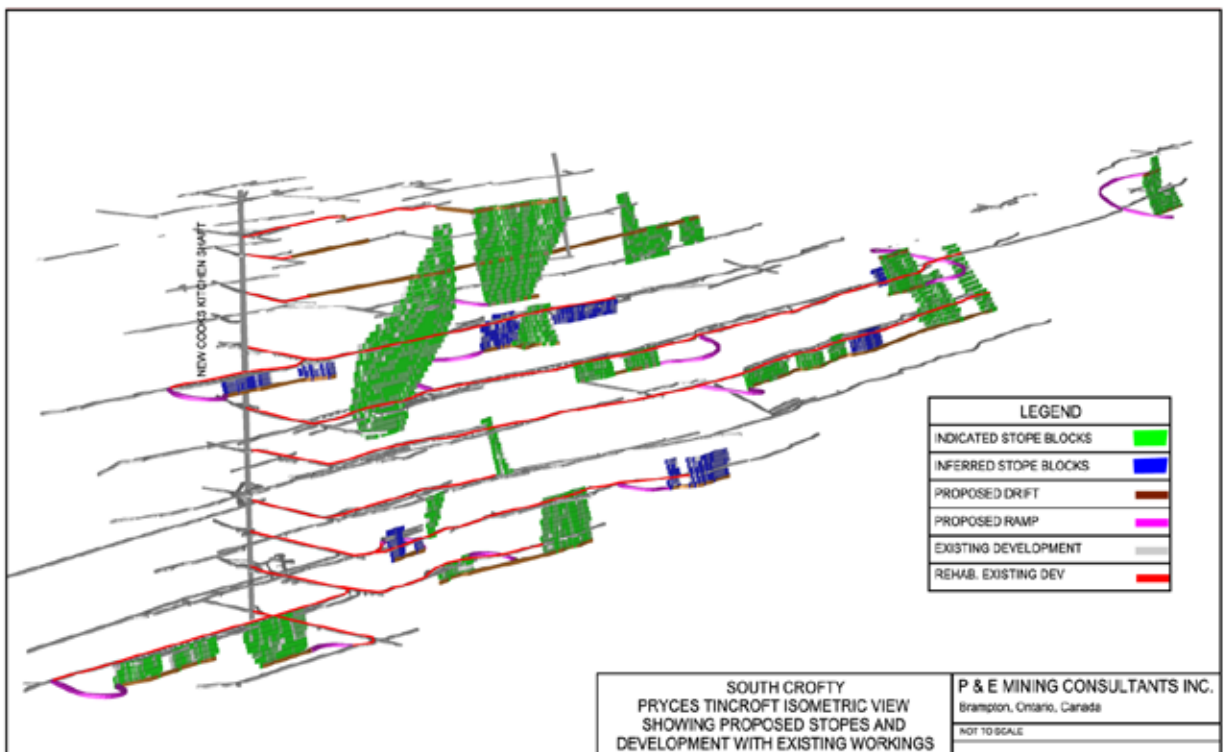 NEW COOKS KITCHEN SHAFT
LEGEND
INDICATED STOPE BLOCKS
INFERRED STOPE BLOCKS
PROPOSED DRIFT
PROPOSED RAMP
EXISTING DEVELOPMENT
REHAB. EXISTING DEV
SOUTH CROFTY
PRYCES TINCROFT ISOMETRIC VIEW
SHOWING PROPOSED STOPES AND
DEVELOPMENT WITH EXISTING WORKINGS
P & E MINING CONSULTANTS INC.
Brampton, Ontario, Canada
NOT TO SCALE